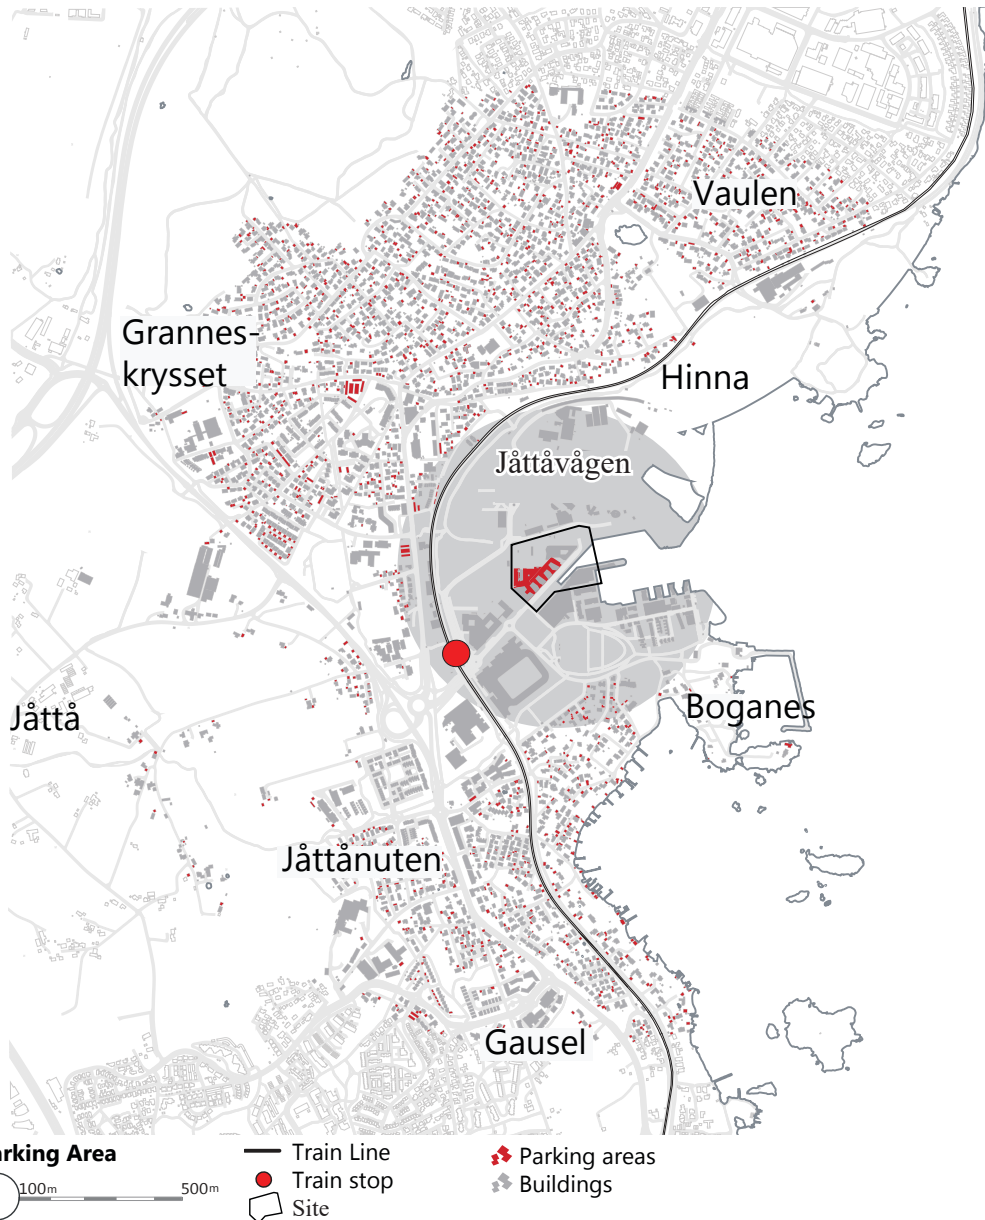 Vaulen
Grannes-
krysset
Hinna
Jåttåvågen
Jåttå
Boganes
Jåttånuten
Gausel
arking Area
100m
500m
Train Line
Train stop
Site
Parking areas
Buildings